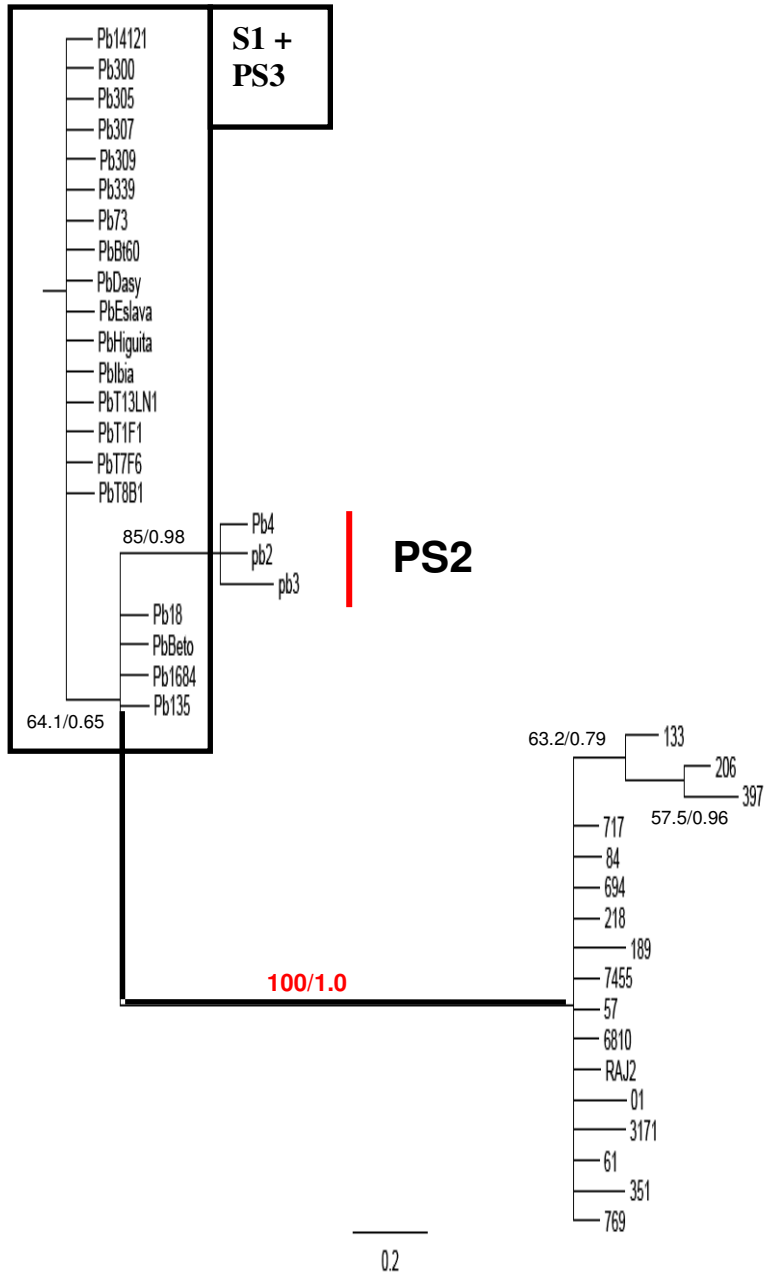 Pb14121
S1 +
PS3
Pb300
Pb305
Pb307
Pb309
Pb339
Pb73
PbBt60
PbDasy
PbEslava
PbHiguita
PbIbia
PbT13LN1
PbT1F1
PbT7F6
PbT8B1
Pb4
85/0.98
pb2
PS2
pb3
Pb18
PbBeto
Pb1684
Pb135
64.1/0.65
63.2/0.79
133
206
397
57.5/0.96
717
84
694
218
189
7455
100/1.0
57
6810
RAJ2
01
3171
61
351
769
0.2